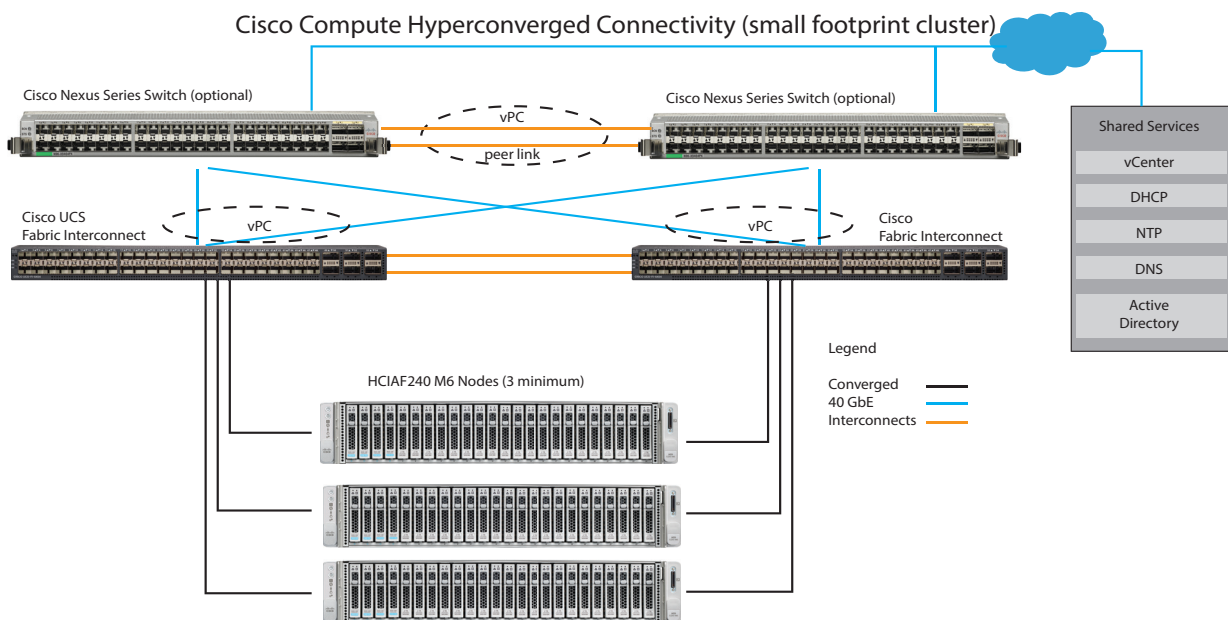 Cisco Compute Hyperconverged Connectivity (small footprint cluster)
Cisco Nexus Series Switch (optional)
Cisco Nexus Series Switch (optional)
vPC
peer link
Shared Services
vCenter
DHCP
NTP
DNS
Active
Directory
Cisco UCS
Fabric Interconnect
vPC
vPC
Cisco
Fabric Interconnect
Legend
Converged
40 GbE
Interconnects
HCIAF240 M6 Nodes (3 minimum)